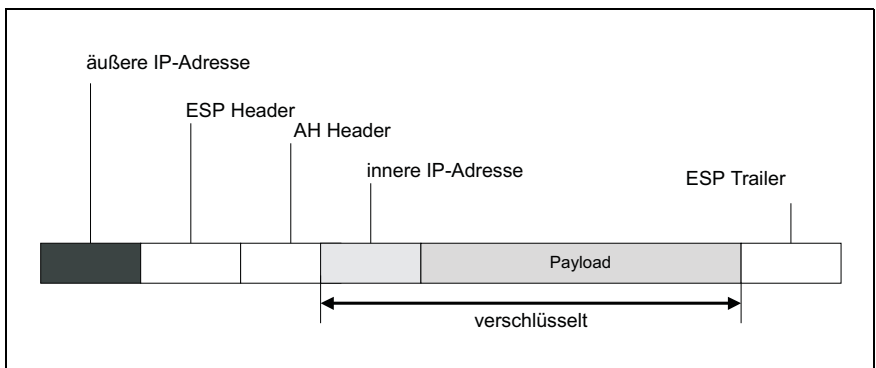 äußere IP-Adresse
ESP Header
AH Header
innere IP-Adresse
ESP Trailer
Payload
verschlüsselt